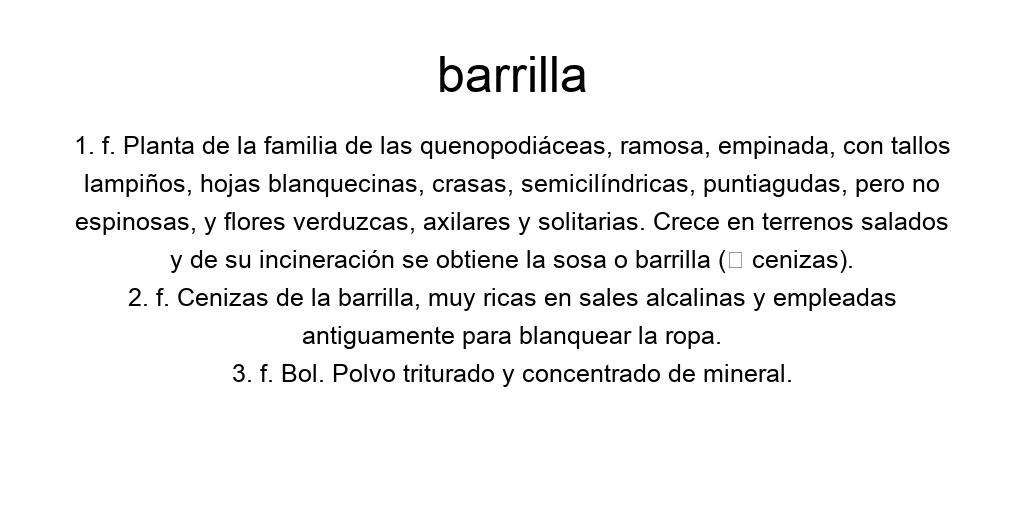 barrilla
1. f. Planta de la familia de las quenopodiáceas, ramosa, empinada, con tallos
lampiños, hojas blanquecinas, crasas, semicilíndricas, puntiagudas, pero no
espinosas, y flores verduzcas, axilares y solitarias. Crece en terrenos salados
y de su incineración se obtiene la sosa o barrilla (□ cenizas).
2. f. Cenizas de la barrilla, muy ricas en sales alcalinas y empleadas
antiguamente para blanquear la ropa.
3. f. Bol. Polvo triturado y concentrado de mineral.